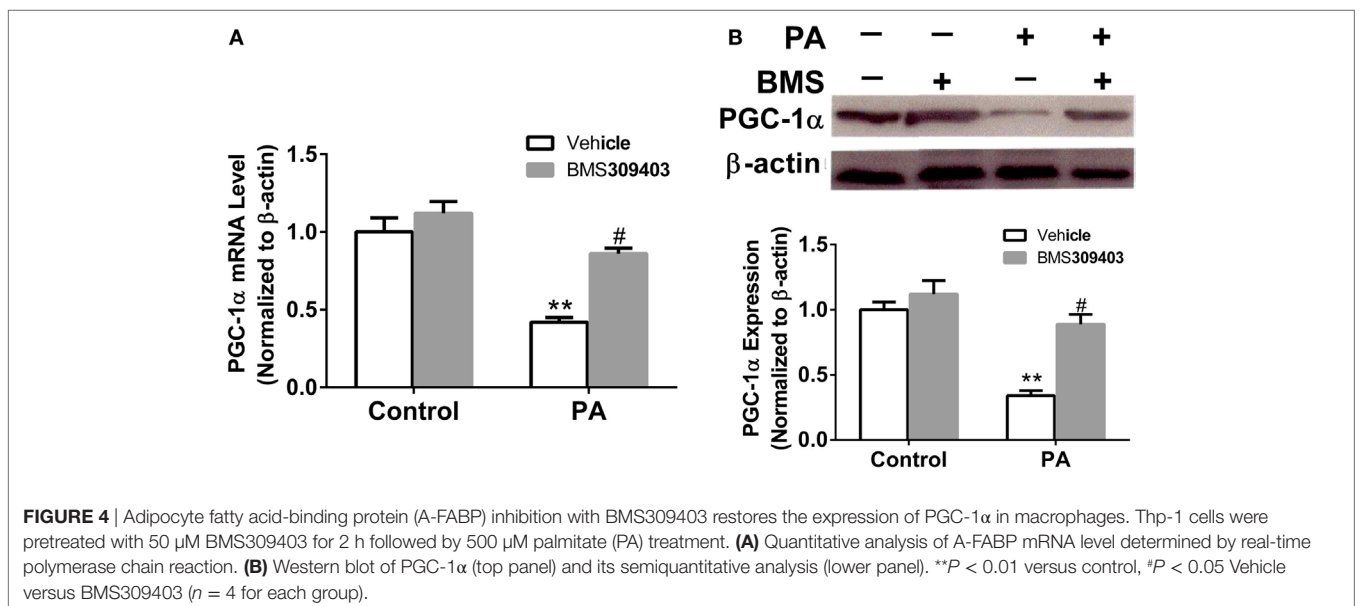 A
Vehicle
BMS309403
PGC-1α mRNA Level
(Normalized to β-actin)
1.5
1.0
0.5
0.0
**
#
Control
PA
B
PA − − + +
BMS − + − +
PGC-1α
β-actin
Vehicle
BMS309403
PGC-1α Expression
(Normalized to β-actin)
1.5
1.0
0.5
0.0
**
#
Control
PA
FIGURE 4 | Adipocyte fatty acid-binding protein (A-FABP) inhibition with BMS309403 restores the expression of PGC-1α in macrophages. Thp-1 cells were
pretreated with 50 µM BMS309403 for 2 h followed by 500 µM palmitate (PA) treatment. (A) Quantitative analysis of A-FABP mRNA level determined by real-time
polymerase chain reaction. (B) Western blot of PGC-1α (top panel) and its semiquantitative analysis (lower panel). **P < 0.01 versus control, #P < 0.05 Vehicle
versus BMS309403 (n = 4 for each group).